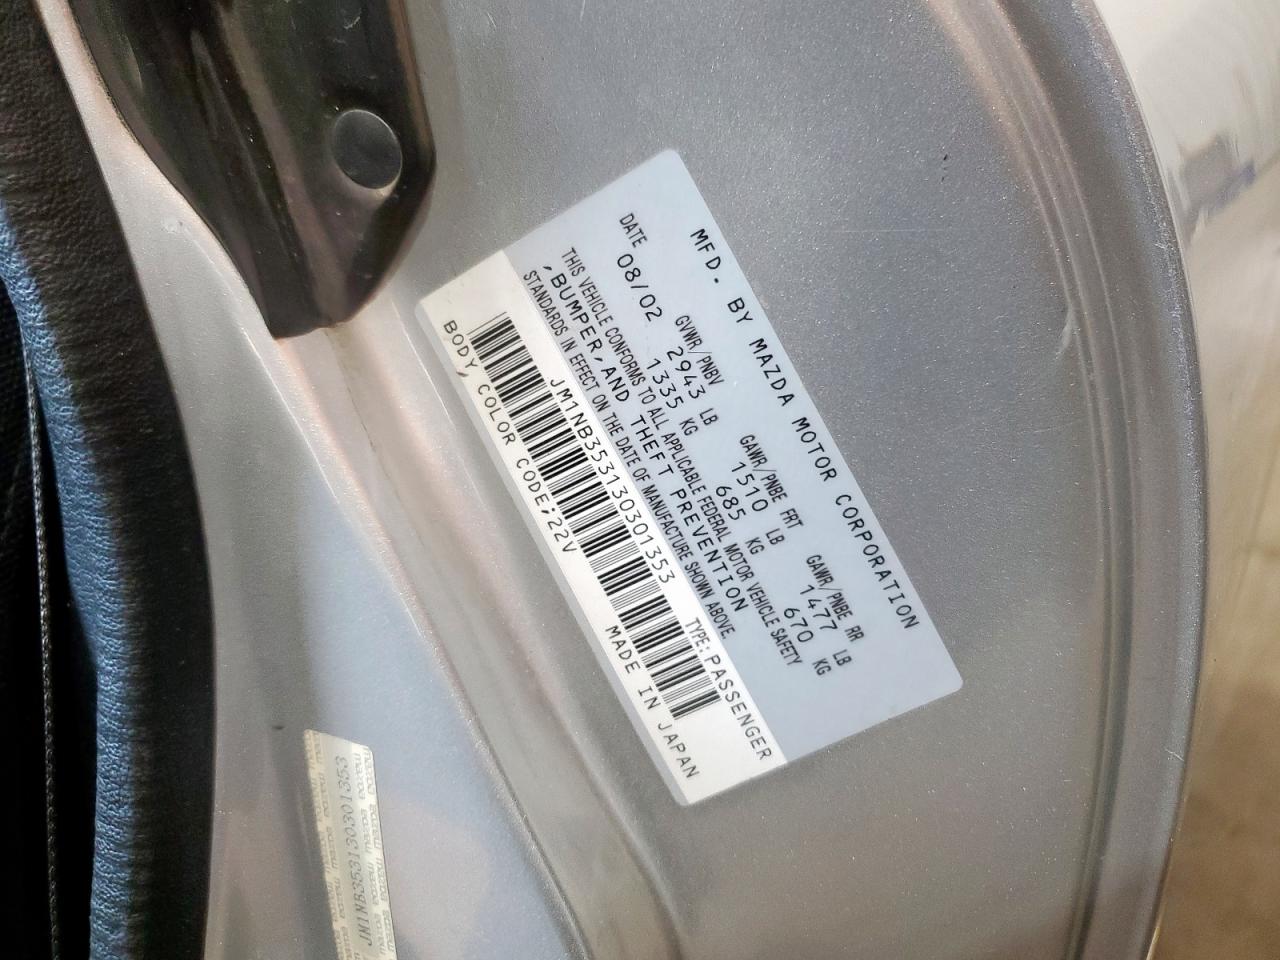 MFD. BY MAZDA MOTOR CORPORATION
DATE GVWR/PNBV GAWR/PNBE FRT GAWR/PNBE RR
08/02 2943 LB 1510 LB 1477 LB
1335 KG 685 KG 670 KG
THIS VEHICLE CONFORMS TO ALL APPLICABLE FEDERAL MOTOR VEHICLE SAFETY
,BUMPER,AND THEFT PREVENTION
STANDARDS IN EFFECT ON THE DATE OF MANUFACTURE SHOWN ABOVE.
JM1NB353130301353 TYPE:PASSENGER
BODY, COLOR CODE;22V MADE IN JAPAN
JM1NB353130301353